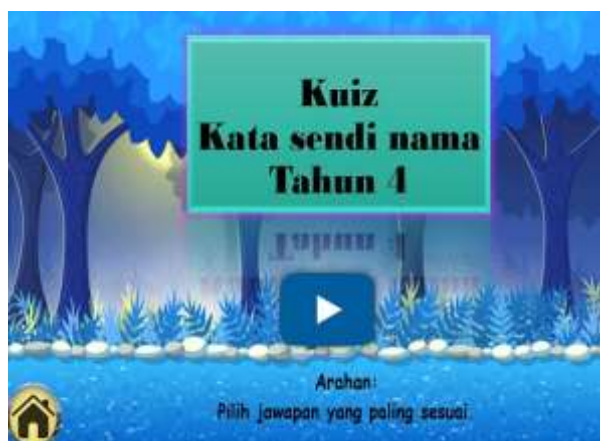 Kuiz
Kata sendi nama
Tahun 4
Arahan:
Pilih jawapan yang paling sesuai.